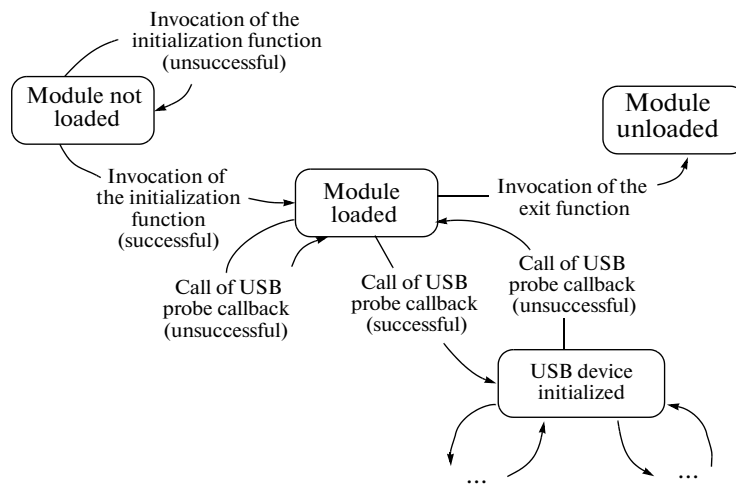 Invocation of the
initialization function
(unsuccessful)
Module not
loaded
Module
unloaded
Invocation of
the initialization
function
(successful)
Module
loaded
Invocation of the
exit function
Call of USB
probe callback
(unsuccessful)
Call of USB
probe callback
(successful)
Call of USB
probe callback
(unsuccessful)
USB device
initialized
...
...